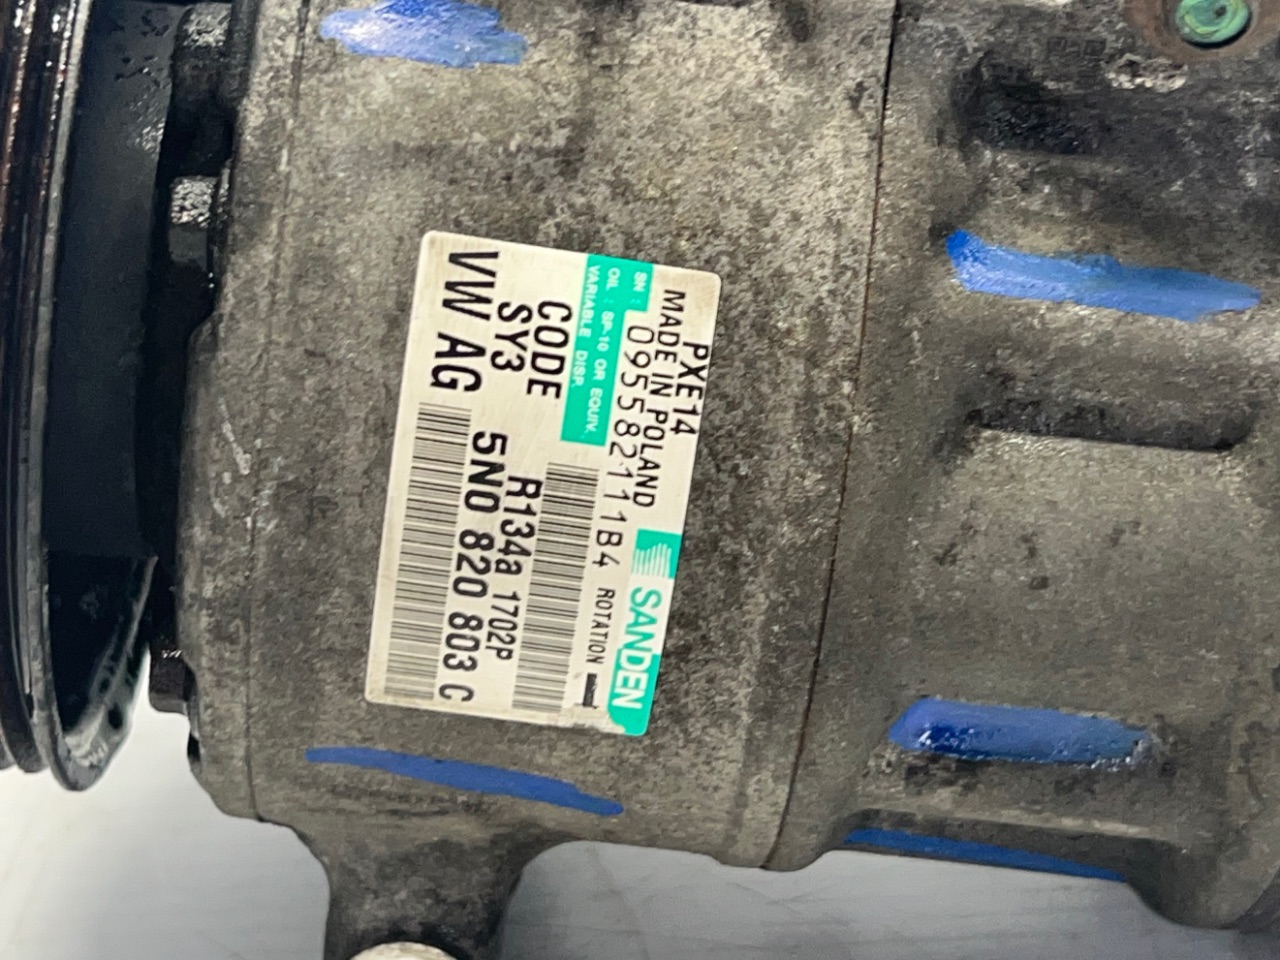 PXE14
MADE IN POLAND
SANDEN
SN : 095582111B4 ROTATION
OIL : SP-10 OR EQUIV.
VARIABLE DISP.
CODE R134a 1702P
SY3
VW AG 5N0 820 803 C